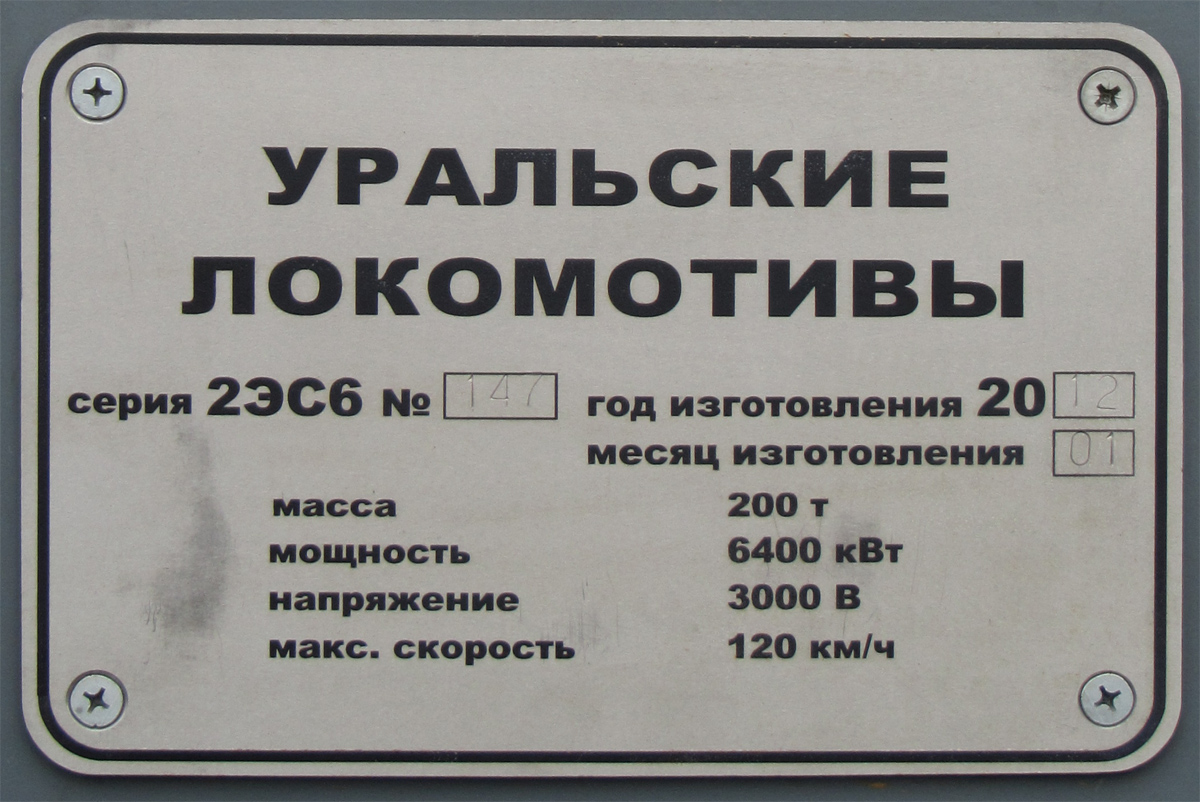 УРАЛЬСКИЕ
ЛОКОМОТИВЫ
серия 2ЭС6 № 147 год изготовления 2012
месяц изготовления 01
масса 200 т
мощность 6400 кВт
напряжение 3000 В
макс. скорость 120 км/ч